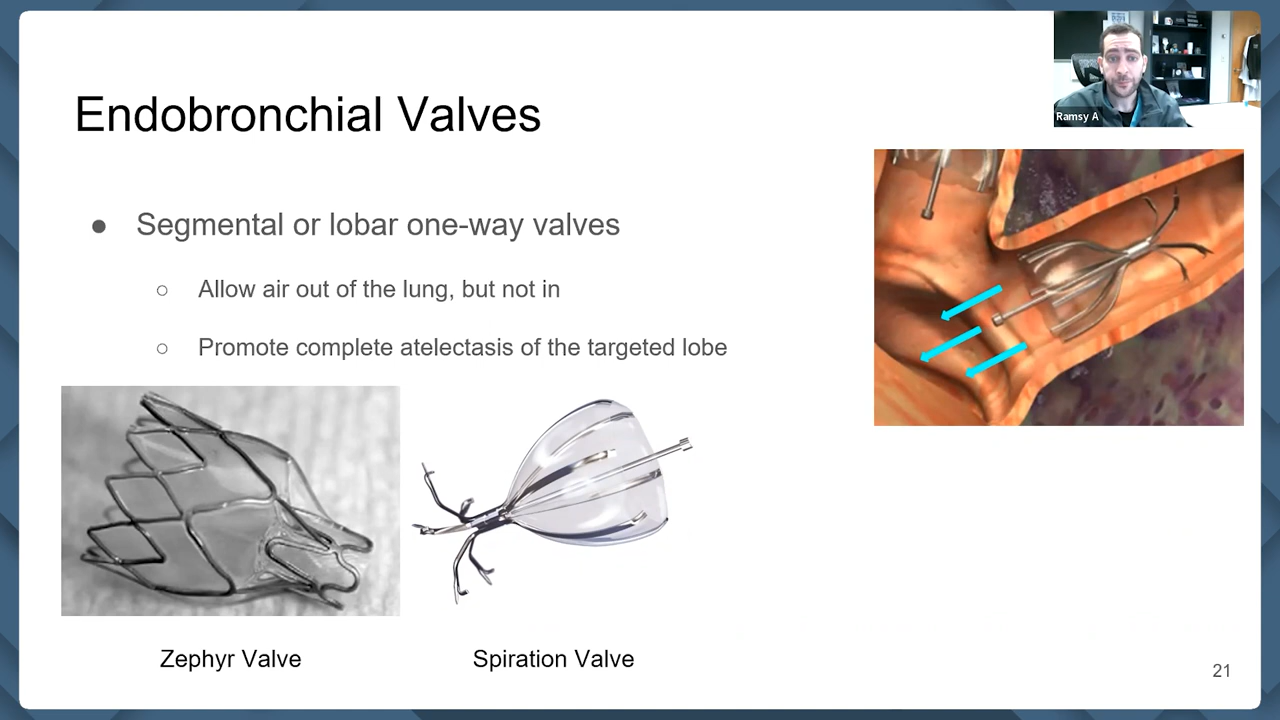 Ramsy A
Endobronchial Valves
● Segmental or lobar one-way valves
○ Allow air out of the lung, but not in
○ Promote complete atelectasis of the targeted lobe
Zephyr Valve
Spiration Valve
21